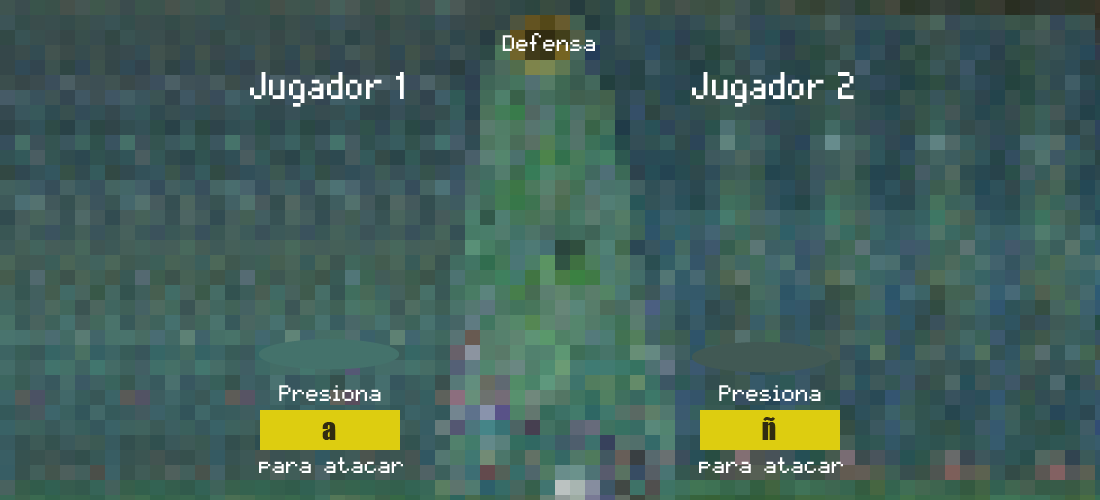 Defensa
Jugador 1
Jugador 2
Presiona
a
para atacar
Presiona
ñ
para atacar